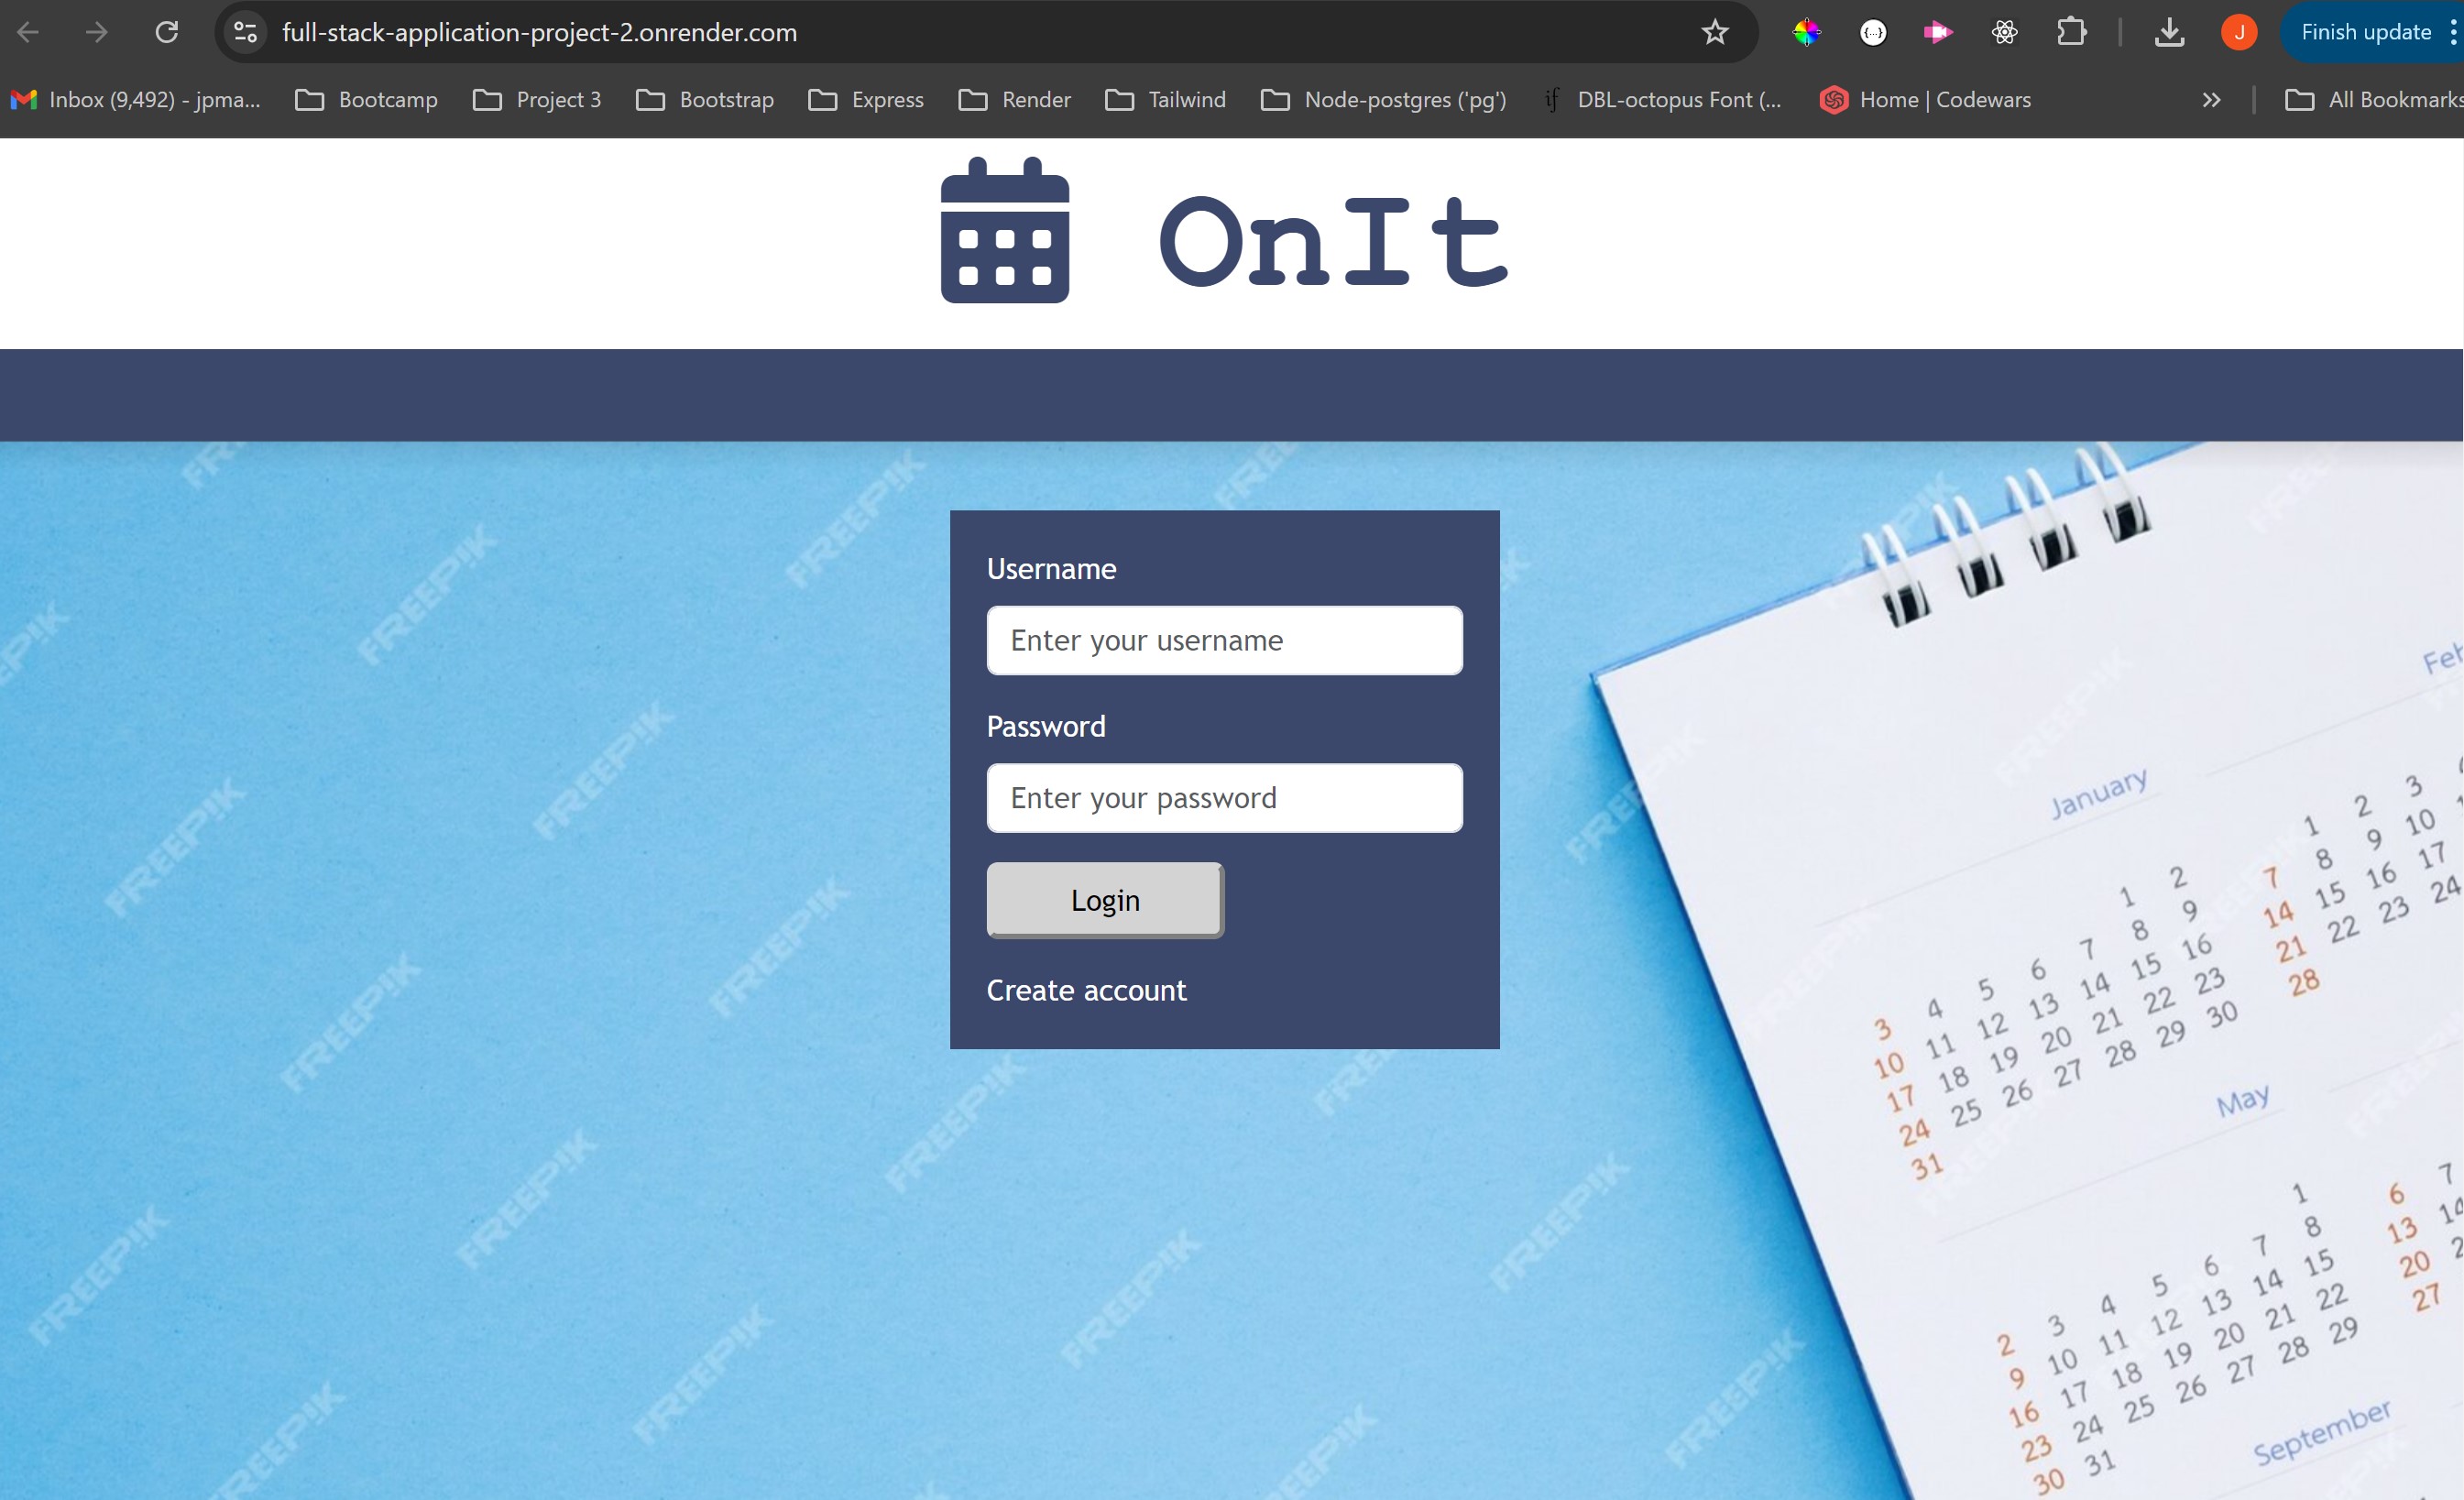 full-stack-application-project-2.onrender.com
J
Finish update
Inbox (9,492) - jpma...
Bootcamp
Project 3
Bootstrap
Express
Render
Tailwind
Node-postgres ('pg')
if
DBL-octopus Font (...
Home | Codewars
»
All Bookmarks
OnIt
Username
Enter your username
Password
Enter your password
Login
Create account
FREEPIK
January
1 2
3 4 5 6 7 8 9
10 11 12 13 14 15 16
17 18 19 20 21 22 23
24 25 26 27 28 29 30
31
1 2 3
7 8 9 10
14 15 16 17
21 22 23 24
28
May
1
2 3 4 5 6 7 8
9 10 11 12 13 14 15
16 17 18 19 20 21 22
23 24 25 26 27 28 29
30 31
6 7
13 14
20
27
September